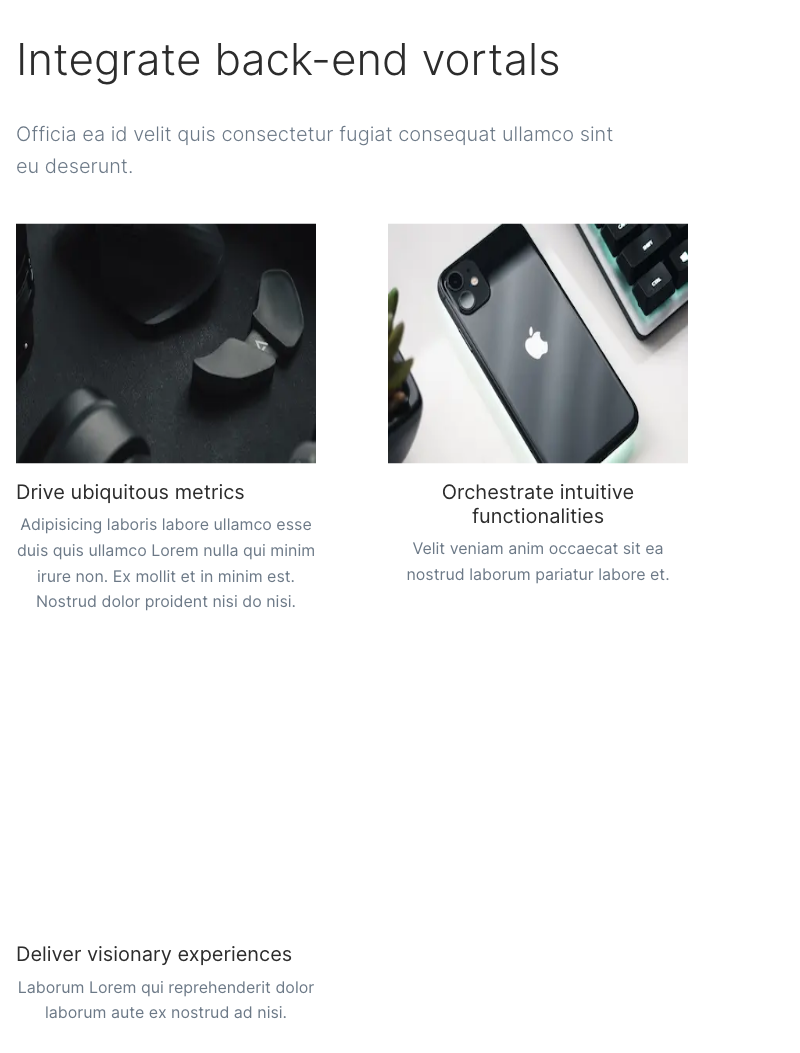 Integrate back-end vortals
Officia ea id velit quis consectetur fugiat consequat ullamco sint
eu deserunt.
Drive ubiquitous metrics
Adipisicing laboris labore ullamco esse
duis quis ullamco Lorem nulla qui minim
irure non. Ex mollit et in minim est.
Nostrud dolor proident nisi do nisi.
Orchestrate intuitive
functionalities
Velit veniam anim occaecat sit ea
nostrud laborum pariatur labore et.
Deliver visionary experiences
Laborum Lorem qui reprehenderit dolor
laborum aute ex nostrud ad nisi.